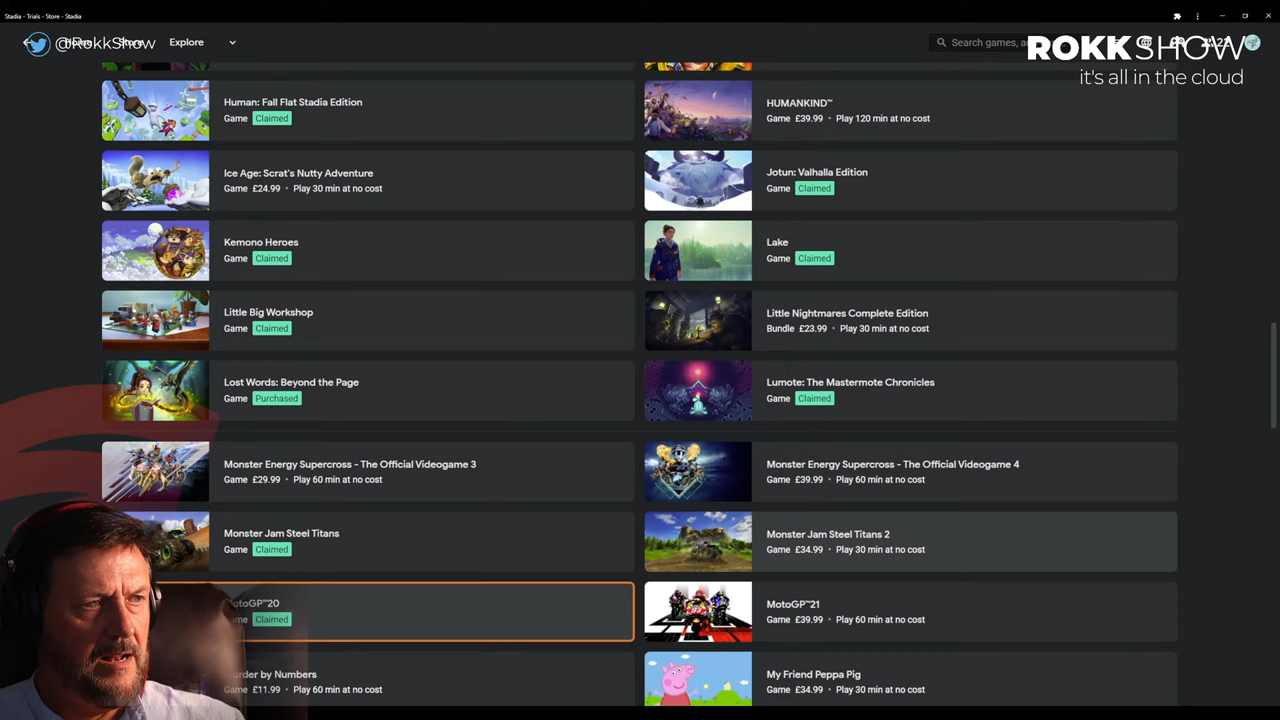 Stadia - Trials - Store - Stadia
@RokkShow
Explore
Search games, a
ROKKSHOW
it's all in the cloud
Human: Fall Flat Stadia Edition
Game Claimed
HUMANKIND™
Game £39.99 • Play 120 min at no cost
Ice Age: Scrat's Nutty Adventure
Game £24.99 • Play 30 min at no cost
Jotun: Valhalla Edition
Game Claimed
Kemono Heroes
Game Claimed
Lake
Game Claimed
Little Big Workshop
Game Claimed
Little Nightmares Complete Edition
Bundle £23.99 • Play 30 min at no cost
Lost Words: Beyond the Page
Game Purchased
Lumote: The Mastermote Chronicles
Game Claimed
Monster Energy Supercross - The Official Videogame 3
Game £29.99 • Play 60 min at no cost
Monster Energy Supercross - The Official Videogame 4
Game £39.99 • Play 60 min at no cost
Monster Jam Steel Titans
Game Claimed
Monster Jam Steel Titans 2
Game £34.99 • Play 30 min at no cost
otoGP™20
Claimed
MotoGP™21
Game £39.99 • Play 60 min at no cost
urder by Numbers
Game £11.99 • Play 60 min at no cost
My Friend Peppa Pig
Game £34.99 • Play 30 min at no cost